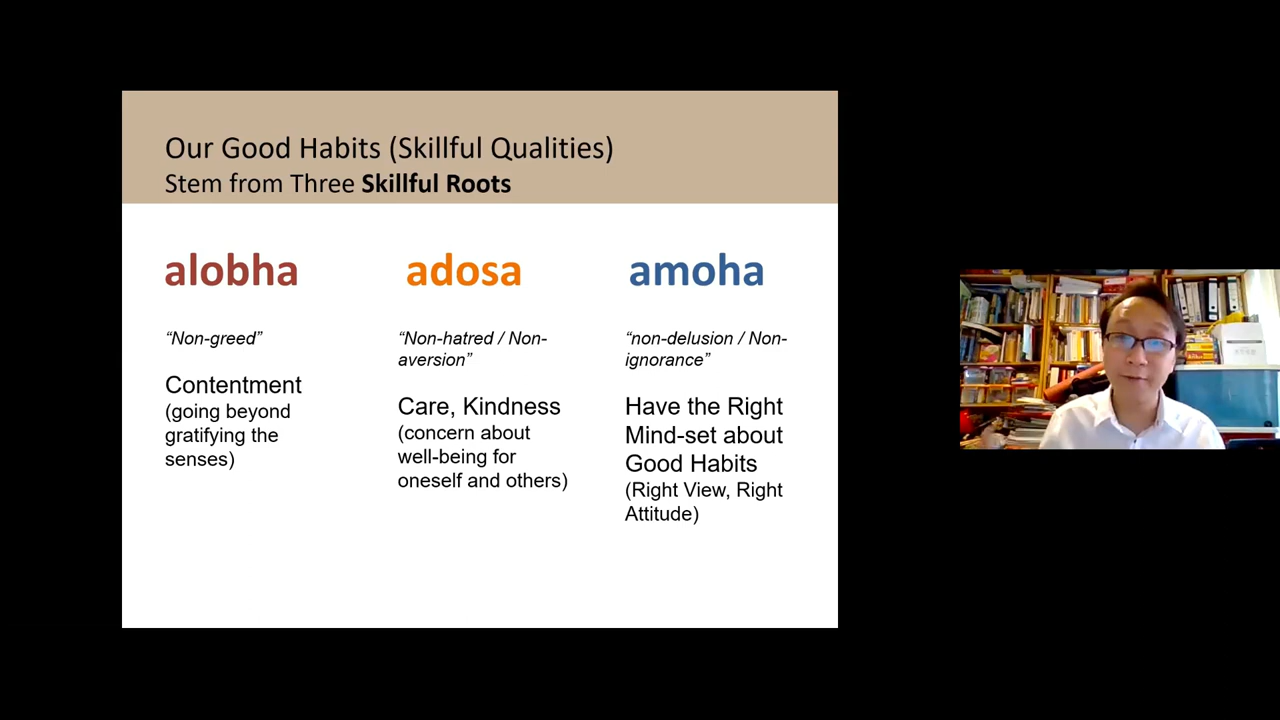 Our Good Habits (Skillful Qualities)
Stem from Three Skillful Roots
alobha
“Non-greed”
Contentment
(going beyond
gratifying the
senses)
adosa
“Non-hatred / Non-
aversion”
Care, Kindness
(concern about
well-being for
oneself and others)
amoha
“non-delusion / Non-
ignorance”
Have the Right
Mind-set about
Good Habits
(Right View, Right
Attitude)